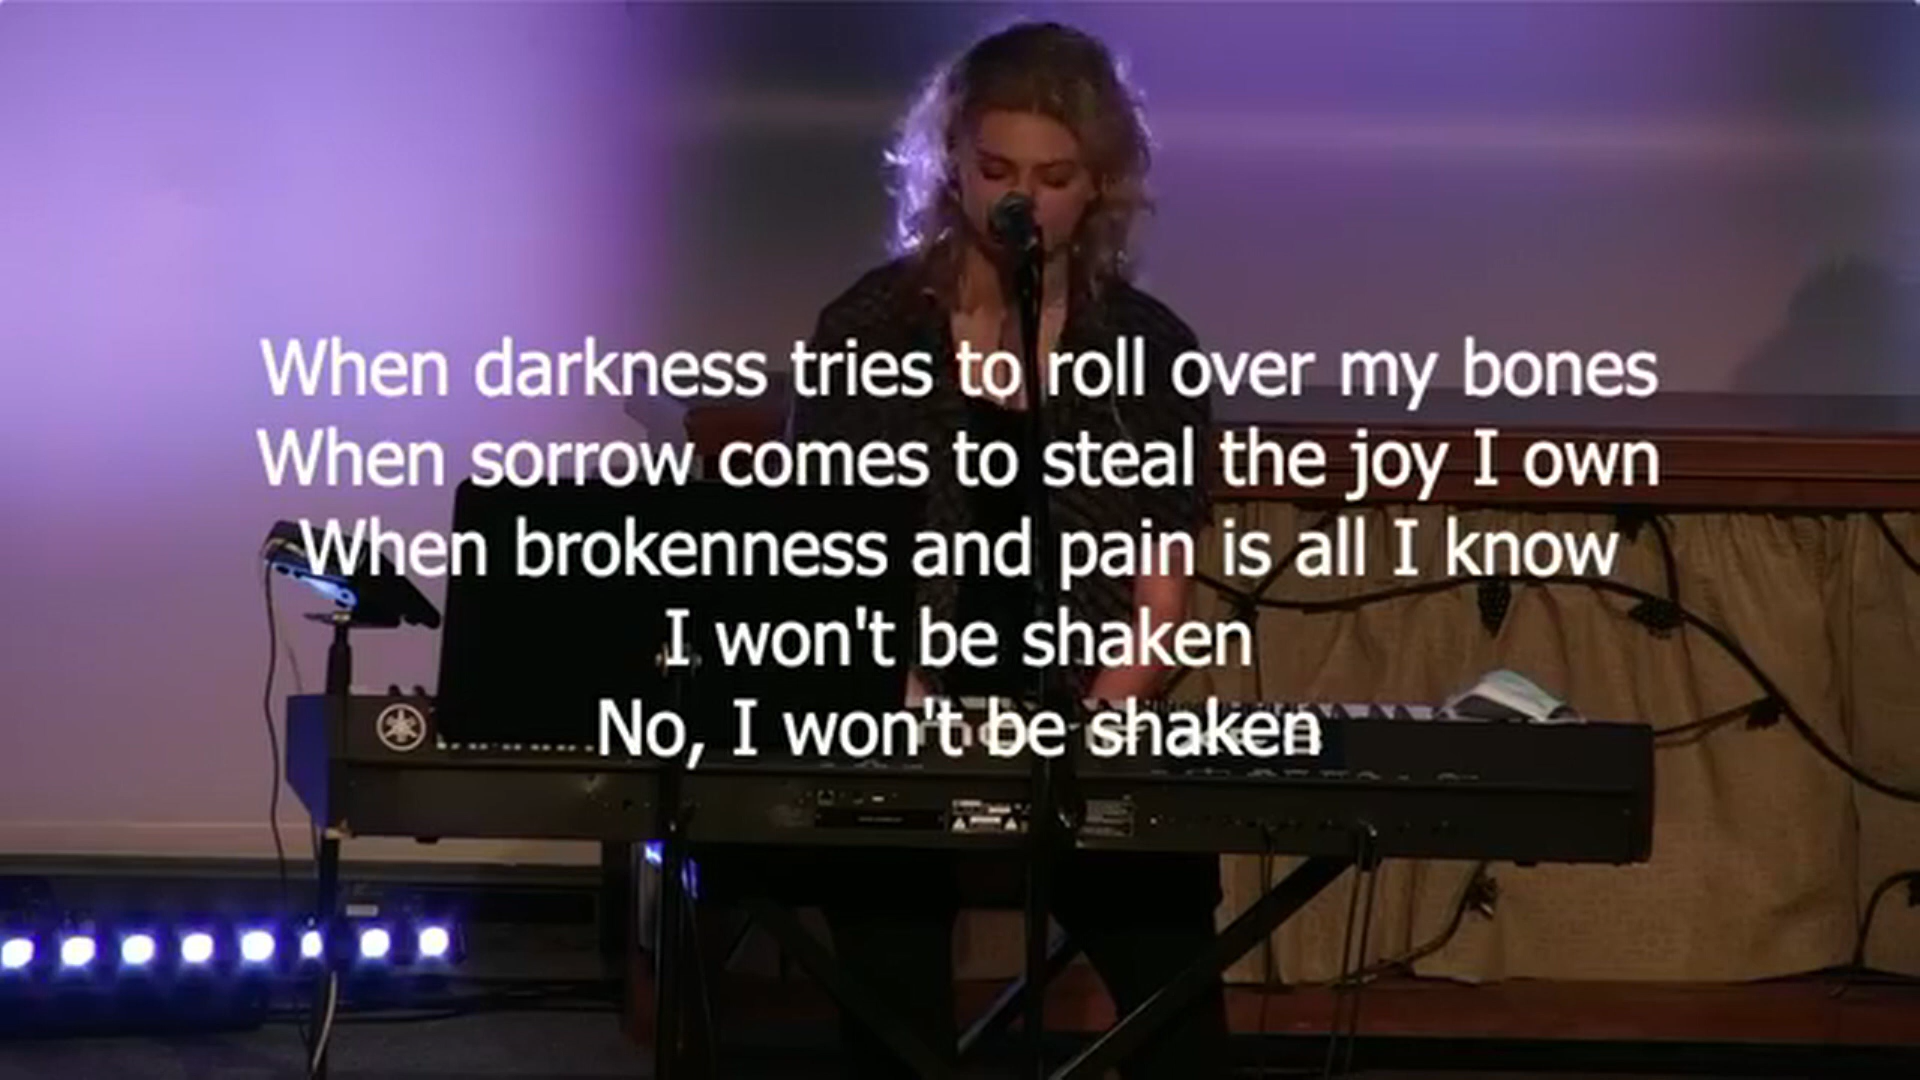 When darkness tries to roll over my bones
When sorrow comes to steal the joy I own
When brokenness and pain is all I know
I won't be shaken
No, I won't be shaken